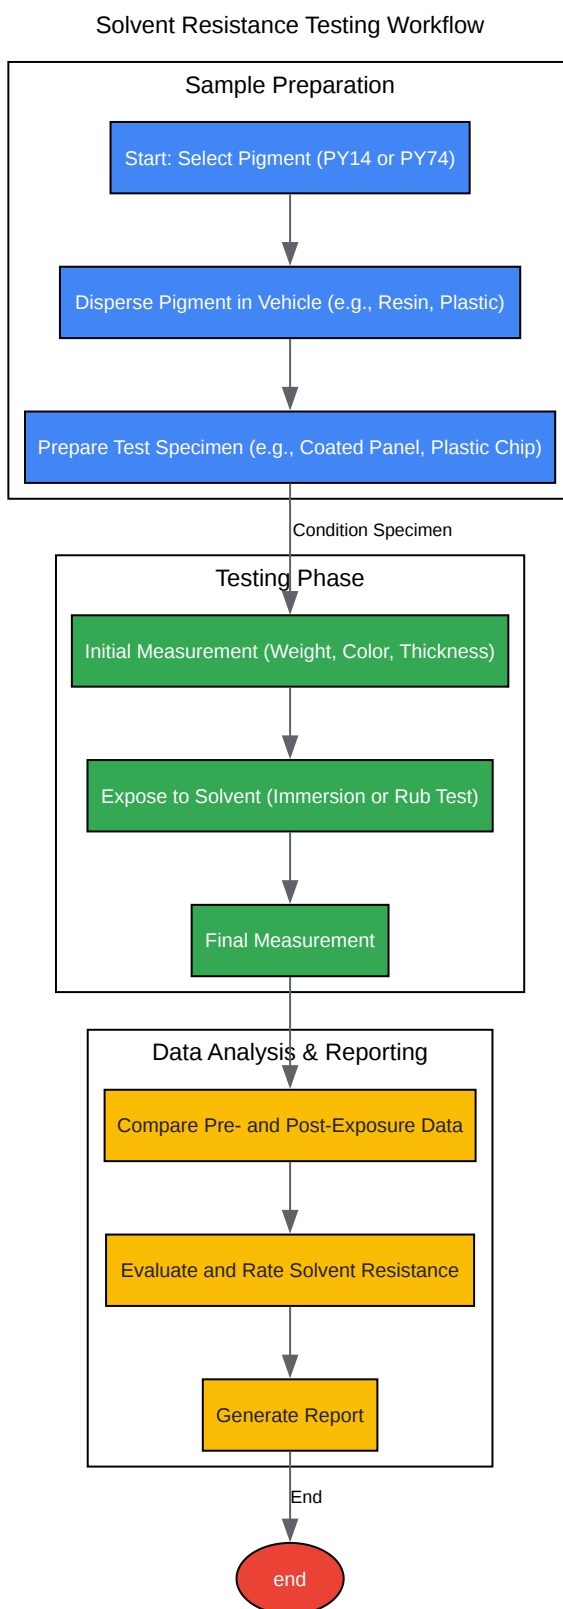 Solvent Resistance Testing Workflow
Sample Preparation
Start: Select Pigment (PY14 or PY74)
Disperse Pigment in Vehicle (e.g., Resin, Plastic)
Prepare Test Specimen (e.g., Coated Panel, Plastic Chip)
Condition Specimen
Testing Phase
Initial Measurement (Weight, Color, Thickness)
Expose to Solvent (Immersion or Rub Test)
Final Measurement
Data Analysis & Reporting
Compare Pre- and Post-Exposure Data
Evaluate and Rate Solvent Resistance
Generate Report
End
end